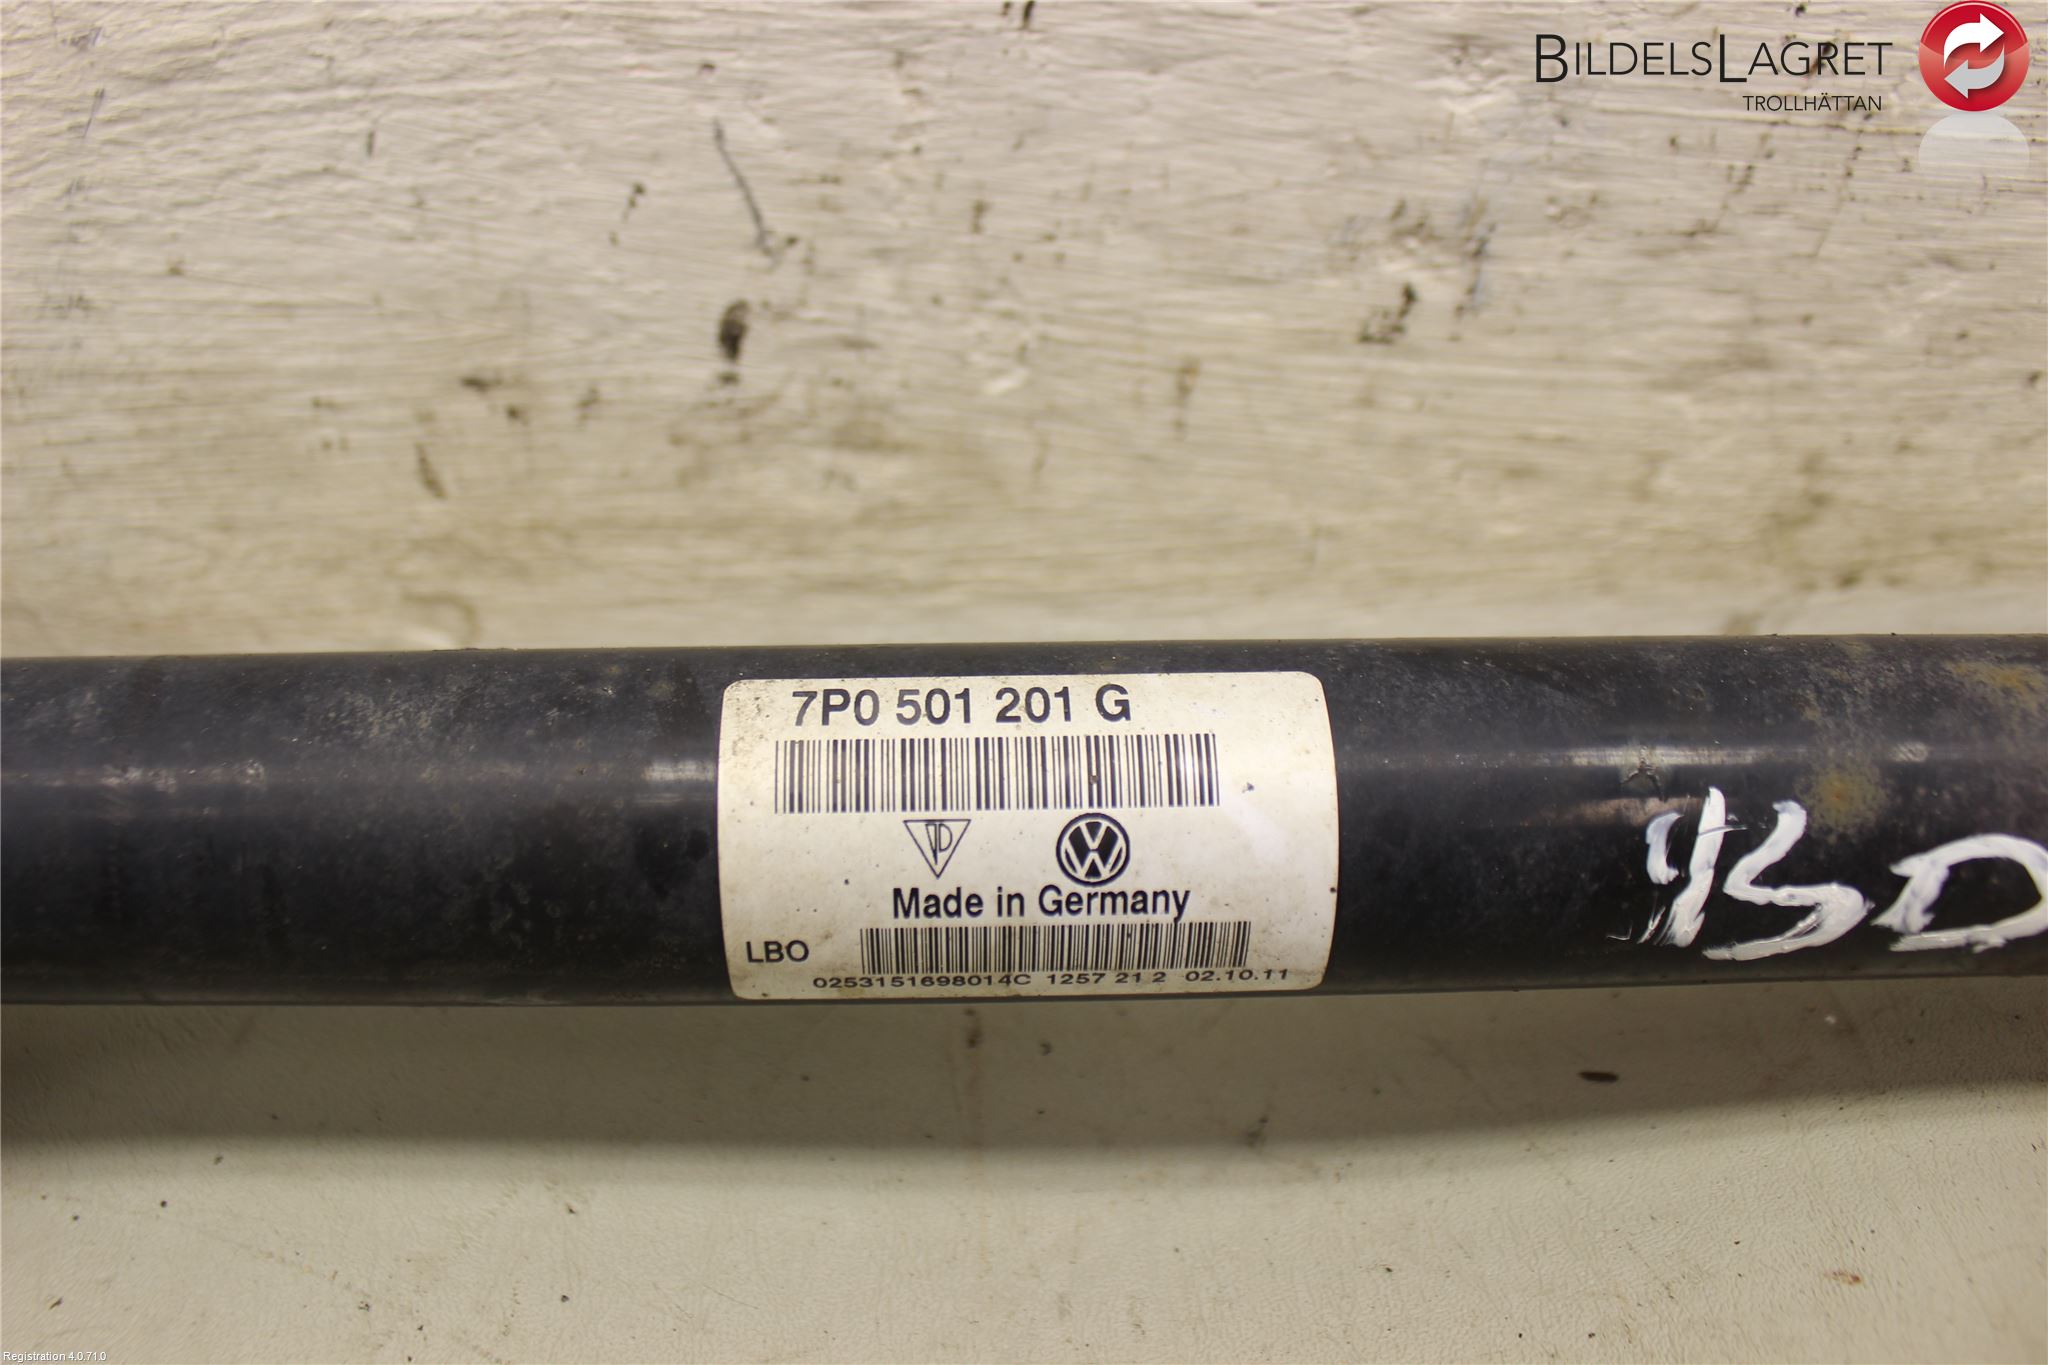 BILDELSLAGRET
TROLLHÄTTAN
7P0 501 201 G
Made in Germany
LBO
0253151698014C 1257 21 2 02.10.11
Registration 4.0.71.0